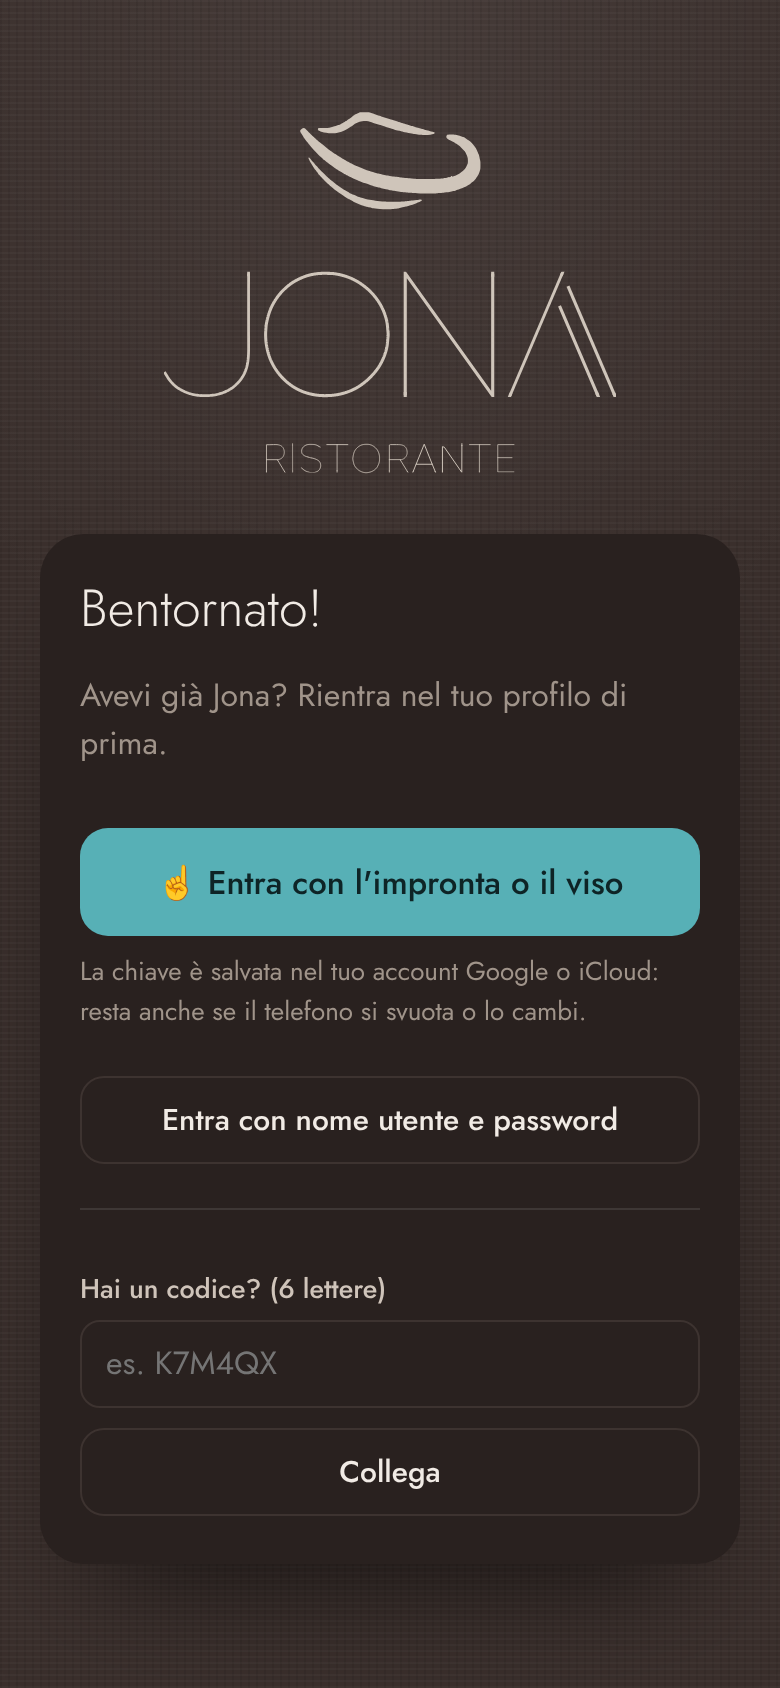 JONA
RISTORANTE
Bentornato!
Avevi già Jona? Rientra nel tuo profilo di
prima.
☝️ Entra con l'impronta o il viso
La chiave è salvata nel tuo account Google o iCloud:
resta anche se il telefono si svuota o lo cambi.
Entra con nome utente e password
Hai un codice? (6 lettere)
es. K7M4QX
Collega